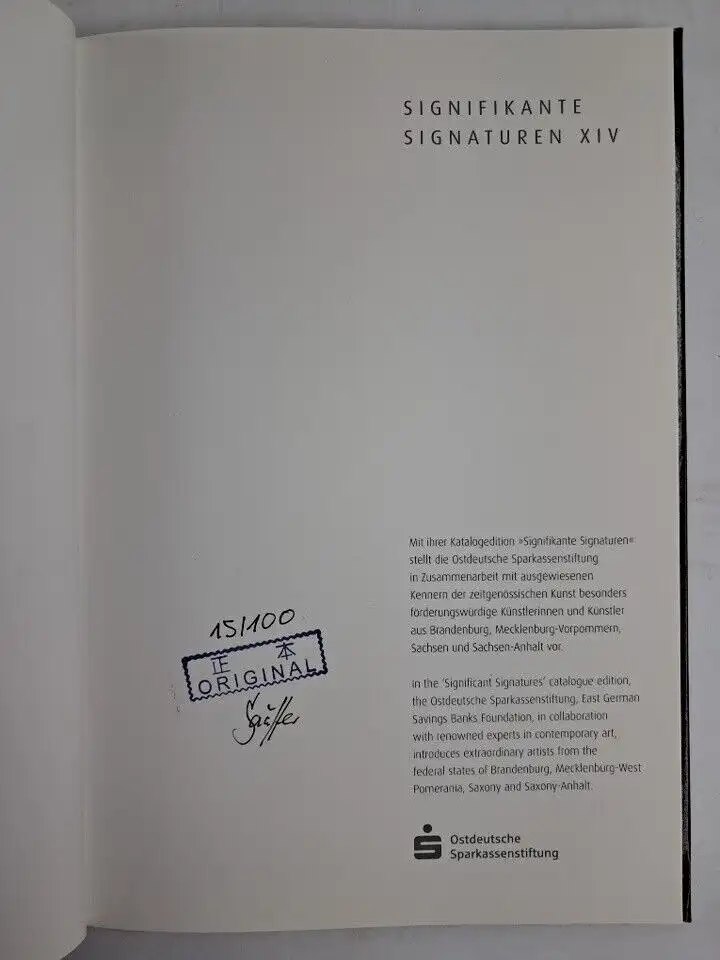 SIGNIFIKANTE
SIGNATUREN XIV
Mit ihrer Katalogedition »Signifikante Signaturen«
stellt die Ostdeutsche Sparkassenstiftung
in Zusammenarbeit mit ausgewiesenen
Kennern der zeitgenössischen Kunst besonders
förderungswürdige Künstlerinnen und Künstler
aus Brandenburg, Mecklenburg-Vorpommern,
Sachsen und Sachsen-Anhalt vor.
in the 'Significant Signatures' catalogue edition,
the Ostdeutsche Sparkassenstiftung, East German
Savings Banks Foundation, in collaboration
with renowned experts in contemporary art,
introduces extraordinary artists from the
federal states of Brandenburg, Mecklenburg-West
Pomerania, Saxony and Saxony-Anhalt.
Ostdeutsche
Sparkassenstiftung
15/100
正本
ORIGINAL